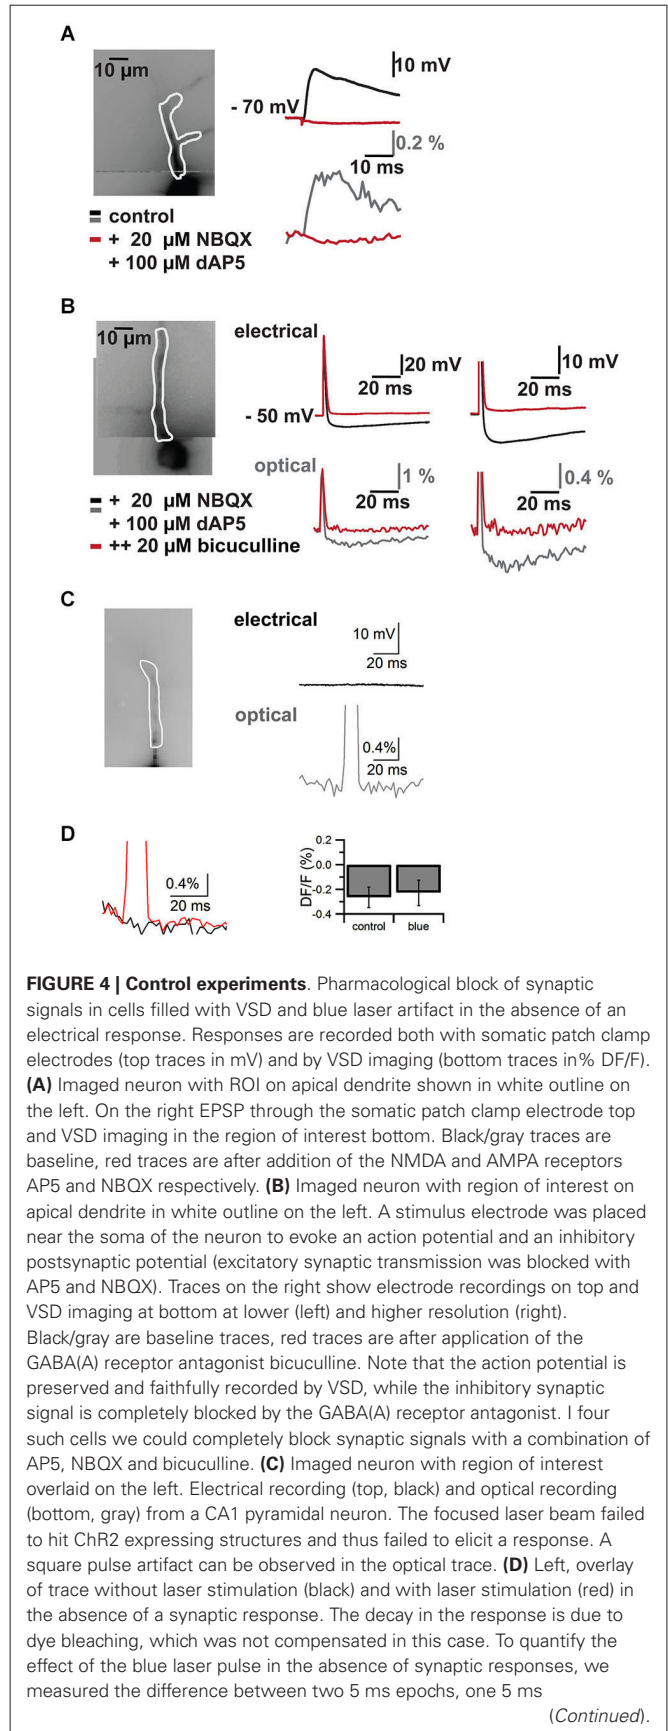 A
10 µm
10 mV
- 70 mV
0.2 %
10 ms
control
+ 20 µM NBQX
+ 100 µM dAP5
B
10 µm
electrical
20 mV
20 ms
10 mV
20 ms
- 50 mV
optical
1 %
20 ms
0.4 %
20 ms
+ 20 µM NBQX
+ 100 µM dAP5
++ 20 µM bicuculline
C
electrical
10 mV
20 ms
optical
0.4%
20 ms
D
0.4%
20 ms
DF/F (%)
0.2
0.0
-0.2
-0.4
control
blue
FIGURE 4 | Control experiments. Pharmacological block of synaptic
signals in cells filled with VSD and blue laser artifact in the absence of an
electrical response. Responses are recorded both with somatic patch clamp
electrodes (top traces in mV) and by VSD imaging (bottom traces in% DF/F).
(A) Imaged neuron with ROI on apical dendrite shown in white outline on
the left. On the right EPSP through the somatic patch clamp electrode top
and VSD imaging in the region of interest bottom. Black/gray traces are
baseline, red traces are after addition of the NMDA and AMPA receptors
AP5 and NBQX respectively. (B) Imaged neuron with region of interest on
apical dendrite in white outline on the left. A stimulus electrode was placed
near the soma of the neuron to evoke an action potential and an inhibitory
postsynaptic potential (excitatory synaptic transmission was blocked with
AP5 and NBQX). Traces on the right show electrode recordings on top and
VSD imaging at bottom at lower (left) and higher resolution (right).
Black/gray are baseline traces, red traces are after application of the
GABA(A) receptor antagonist bicuculline. Note that the action potential is
preserved and faithfully recorded by VSD, while the inhibitory synaptic
signal is completely blocked by the GABA(A) receptor antagonist. I four
such cells we could completely block synaptic signals with a combination of
AP5, NBQX and bicuculline. (C) Imaged neuron with region of interest
overlaid on the left. Electrical recording (top, black) and optical recording
(bottom, gray) from a CA1 pyramidal neuron. The focused laser beam failed
to hit ChR2 expressing structures and thus failed to elicit a response. A
square pulse artifact can be observed in the optical trace. (D) Left, overlay
of trace without laser stimulation (black) and with laser stimulation (red) in
the absence of a synaptic response. The decay in the response is due to
dye bleaching, which was not compensated in this case. To quantify the
effect of the blue laser pulse in the absence of synaptic responses, we
measured the difference between two 5 ms epochs, one 5 ms
(Continued).